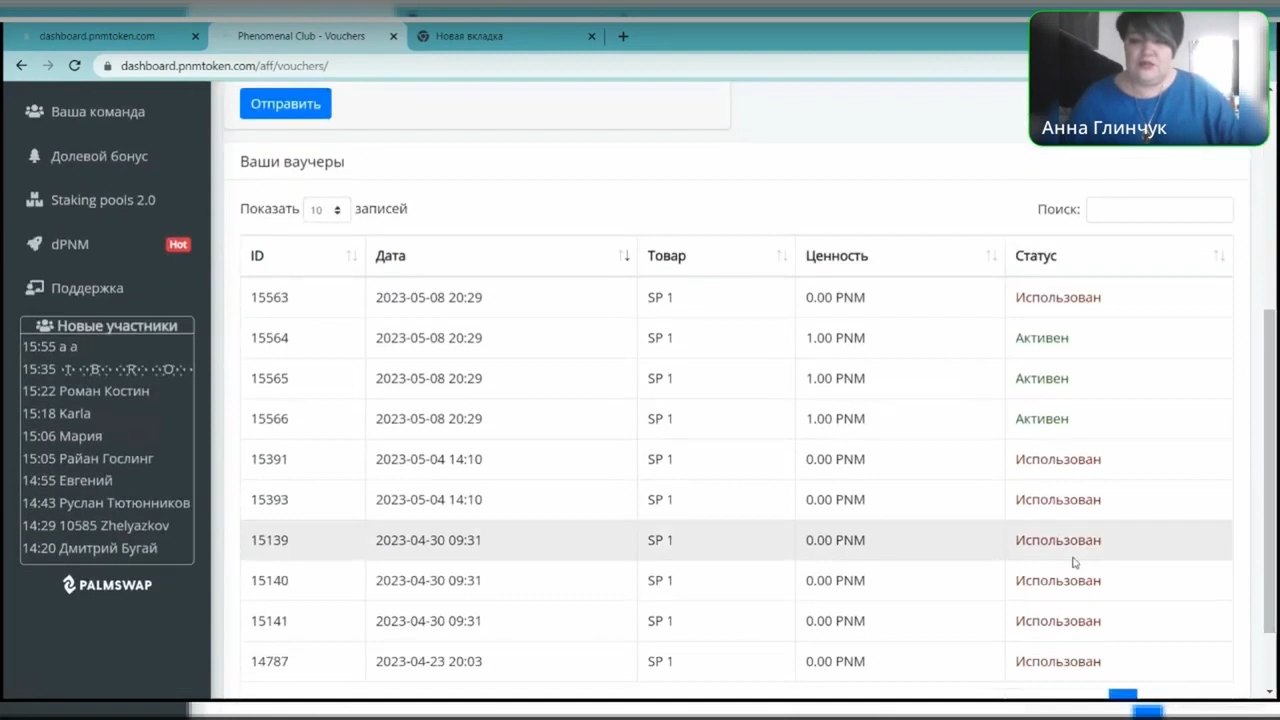 dashboard.pnmtoken.com
Phenomenal Club - Vouchers
Новая вкладка
dashboard.pnmtoken.com/aff/vouchers/
Анна Глинчук
Ваша команда
Долевой бонус
Staking pools 2.0
dPNM Hot
Поддержка
Новые участники
15:55 a a
15:35 I B R O
15:22 Роман Костин
15:18 Karla
15:06 Мария
15:05 Райан Гослинг
14:55 Евгений
14:43 Руслан Тютюнников
14:29 10585 Zhelyazkov
14:20 Дмитрий Бугай
PALMSWAP
Отправить
Ваши ваучеры
Показать 10 записей
Поиск:
ID Дата Товар Ценность Статус
15563 2023-05-08 20:29 SP 1 0.00 PNM Использован
15564 2023-05-08 20:29 SP 1 1.00 PNM Активен
15565 2023-05-08 20:29 SP 1 1.00 PNM Активен
15566 2023-05-08 20:29 SP 1 1.00 PNM Активен
15391 2023-05-04 14:10 SP 1 0.00 PNM Использован
15393 2023-05-04 14:10 SP 1 0.00 PNM Использован
15139 2023-04-30 09:31 SP 1 0.00 PNM Использован
15140 2023-04-30 09:31 SP 1 0.00 PNM Использован
15141 2023-04-30 09:31 SP 1 0.00 PNM Использован
14787 2023-04-23 20:03 SP 1 0.00 PNM Использован